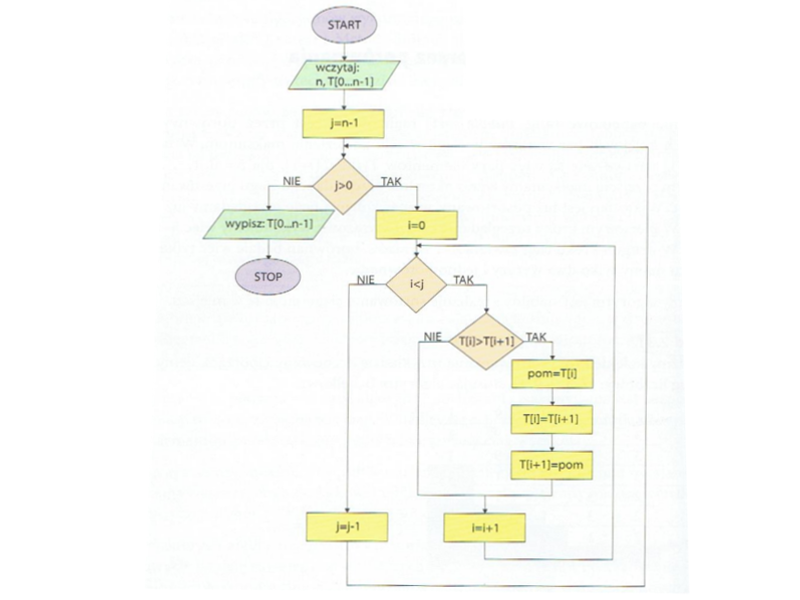 START
wczytaj:
n, T[0...n-1]
j=n-1
j>0
NIE
TAK
wypisz: T[0...n-1]
i=0
STOP
i<j
NIE
TAK
T[i]>T[i+1]
NIE
TAK
pom=T[i]
T[i]=T[i+1]
T[i+1]=pom
j=j-1
i=i+1